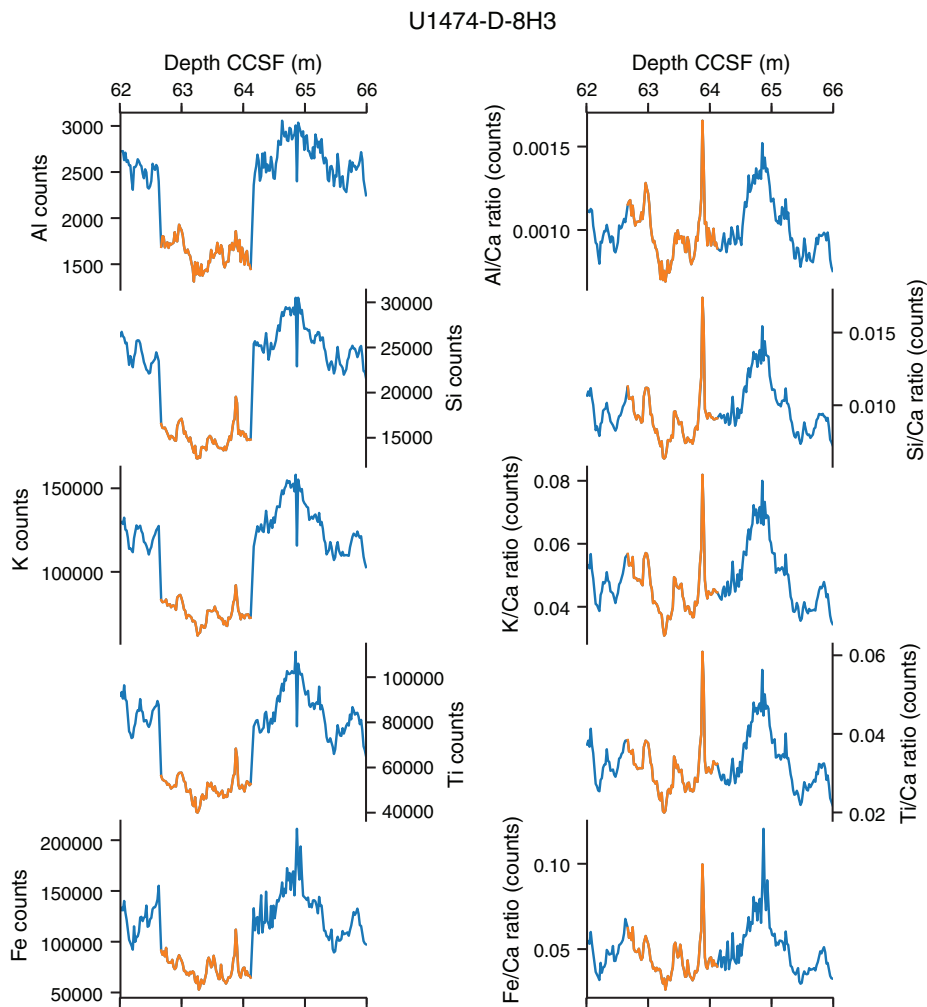 U1474-D-8H3
Depth CCSF (m)
62 63 64 65 66
Al counts
3000
2500
2000
1500
Si counts
30000
25000
20000
15000
K counts
150000
100000
Ti counts
100000
80000
60000
40000
Fe counts
200000
150000
100000
50000
Depth CCSF (m)
62 63 64 65 66
Al/Ca ratio (counts)
0.0015
0.0010
Si/Ca ratio (counts)
0.015
0.010
K/Ca ratio (counts)
0.08
0.06
0.04
Ti/Ca ratio (counts)
0.06
0.04
0.02
Fe/Ca ratio (counts)
0.10
0.05